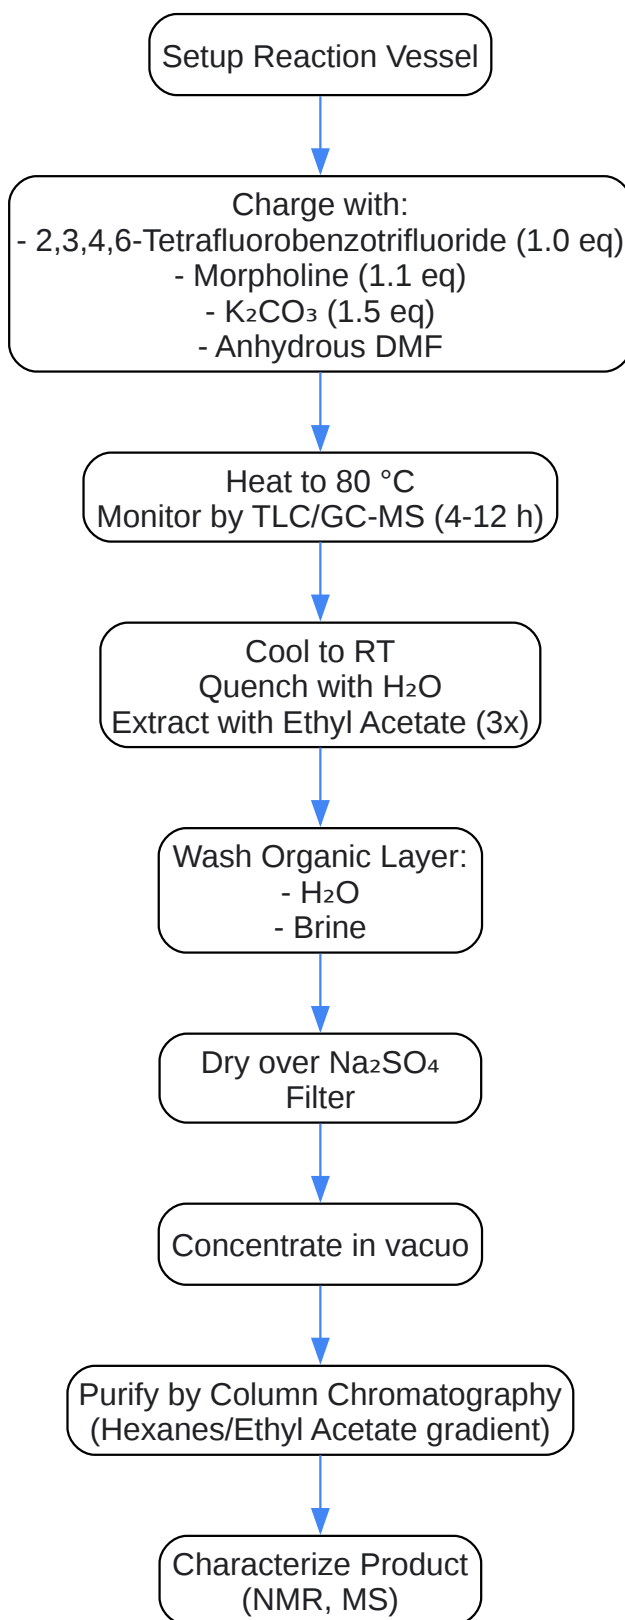 Setup Reaction Vessel
Charge with:
- 2,3,4,6-Tetrafluorobenzotrifluoride (1.0 eq)
- Morpholine (1.1 eq)
- K₂CO₃ (1.5 eq)
- Anhydrous DMF
Heat to 80 °C
Monitor by TLC/GC-MS (4-12 h)
Cool to RT
Quench with H₂O
Extract with Ethyl Acetate (3x)
Wash Organic Layer:
- H₂O
- Brine
Dry over Na₂SO₄
Filter
Concentrate in vacuo
Purify by Column Chromatography
(Hexanes/Ethyl Acetate gradient)
Characterize Product
(NMR, MS)